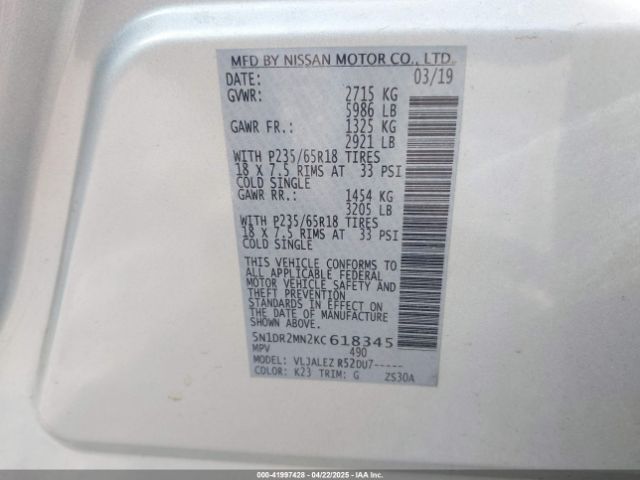 MFD BY NISSAN MOTOR CO., LTD.
DATE: 03/19
GVWR: 2715 KG
5986 LB
GAWR FR.: 1325 KG
2921 LB
WITH P235/65R18 TIRES
18 X 7.5 RIMS AT 33 PSI
COLD SINGLE
GAWR RR.: 1454 KG
3205 LB
WITH P235/65R18 TIRES
18 X 7.5 RIMS AT 33 PSI
COLD SINGLE
THIS VEHICLE CONFORMS TO
ALL APPLICABLE FEDERAL
MOTOR VEHICLE SAFETY AND
THEFT PREVENTION
STANDARDS IN EFFECT ON
THE DATE OF MANUFACTURE
SHOWN ABOVE.
5N1DR2MN2KC618345
MPV 490
MODEL: VLJALEZ R52DU7-----
COLOR: K23 TRIM: G ZS30A
000-41997428 - 04/22/2025 - IAA Inc.